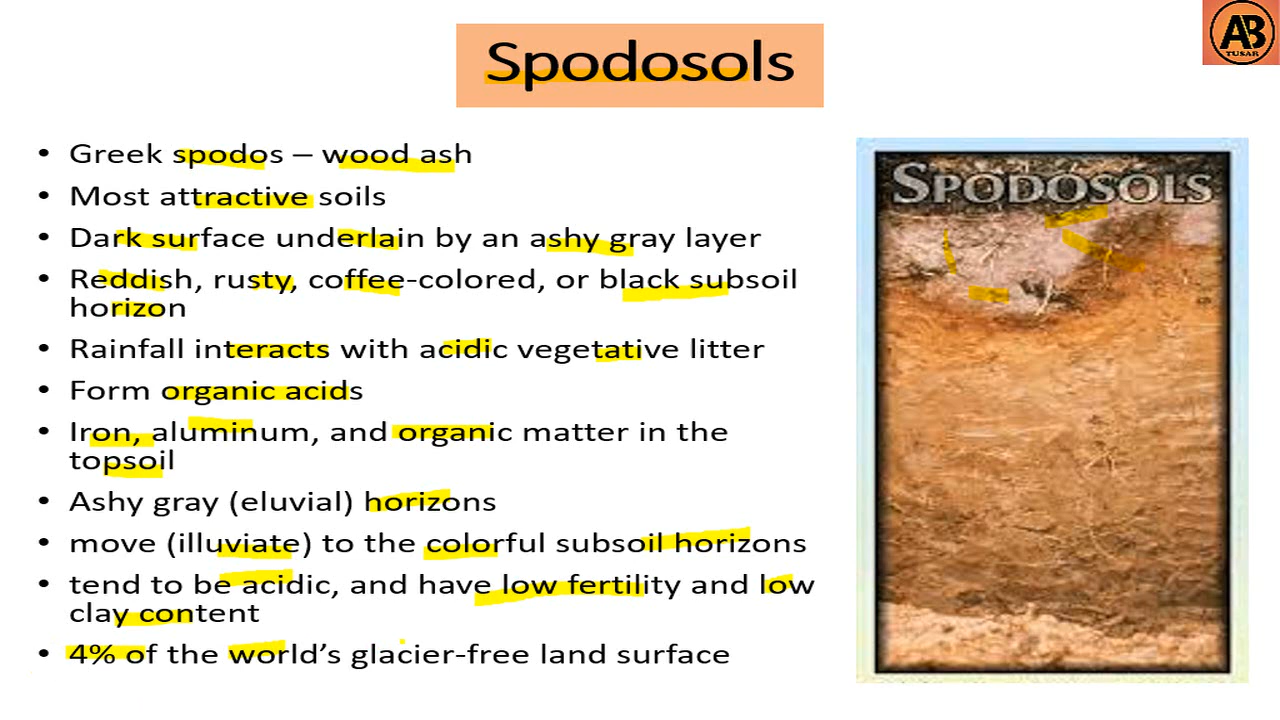 Spodosols
AB
TUSAR
• Greek spodos – wood ash
• Most attractive soils
• Dark surface underlain by an ashy gray layer
• Reddish, rusty, coffee-colored, or black subsoil
horizon
• Rainfall interacts with acidic vegetative litter
• Form organic acids
• Iron, aluminum, and organic matter in the
topsoil
• Ashy gray (eluvial) horizons
• move (illuviate) to the colorful subsoil horizons
• tend to be acidic, and have low fertility and low
clay content
• 4% of the world’s glacier-free land surface
SPODOSOLS